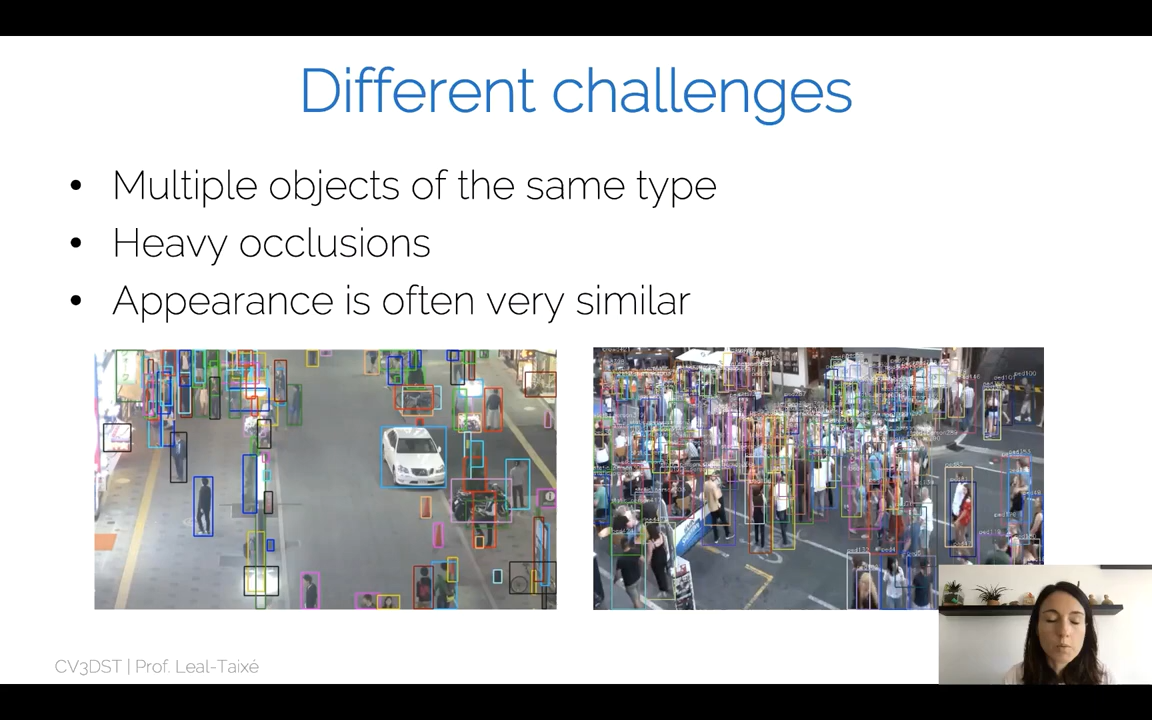 Different challenges
• Multiple objects of the same type
• Heavy occlusions
• Appearance is often very similar
CV3DST | Prof. Leal-Taixé